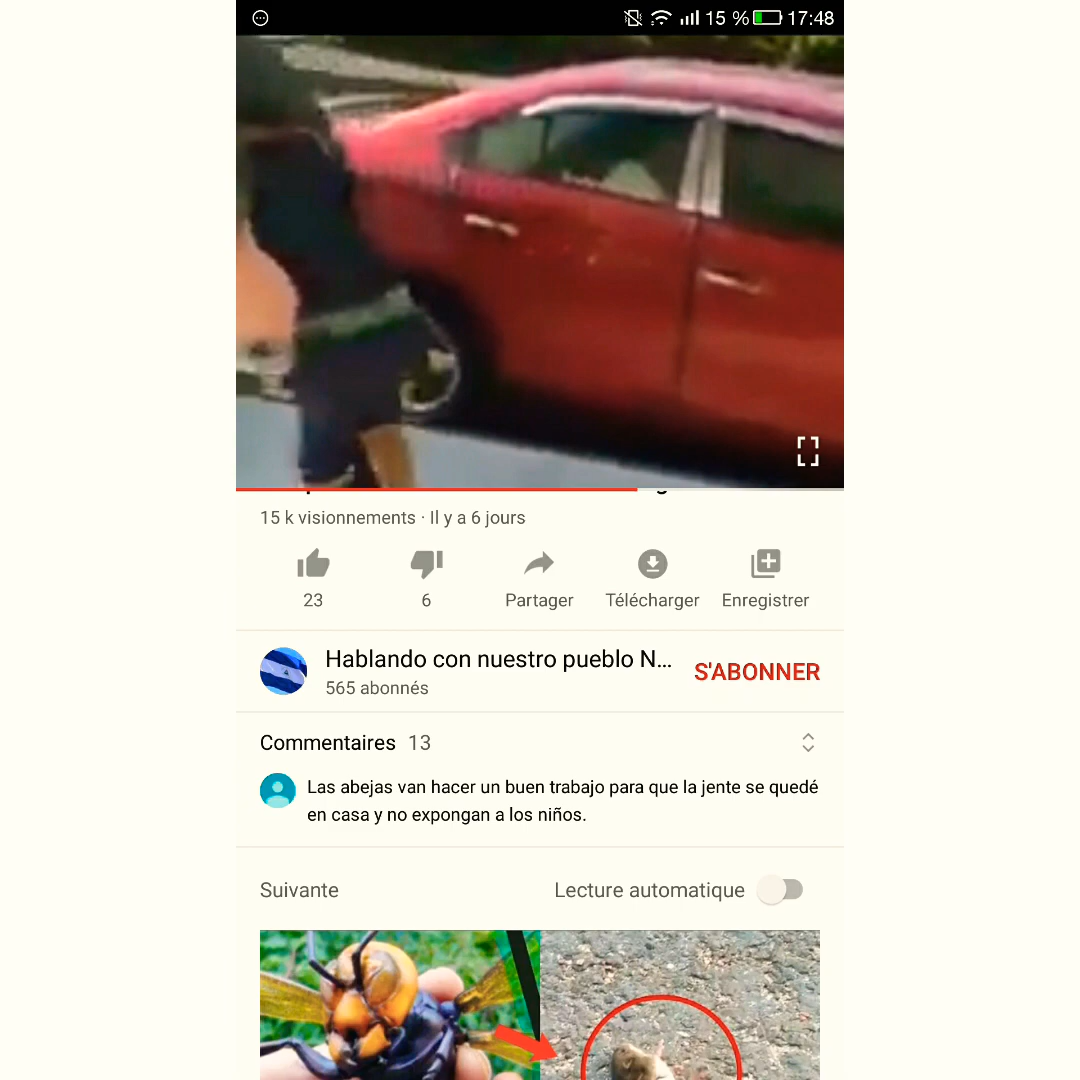 15 % 17:48
15 k visionnements · Il y a 6 jours
23 6 Partager Télécharger Enregistrer
Hablando con nuestro pueblo N... S'ABONNER
565 abonnés
Commentaires 13
Las abejas van hacer un buen trabajo para que la jente se quedé
en casa y no expongan a los niños.
Suivante Lecture automatique